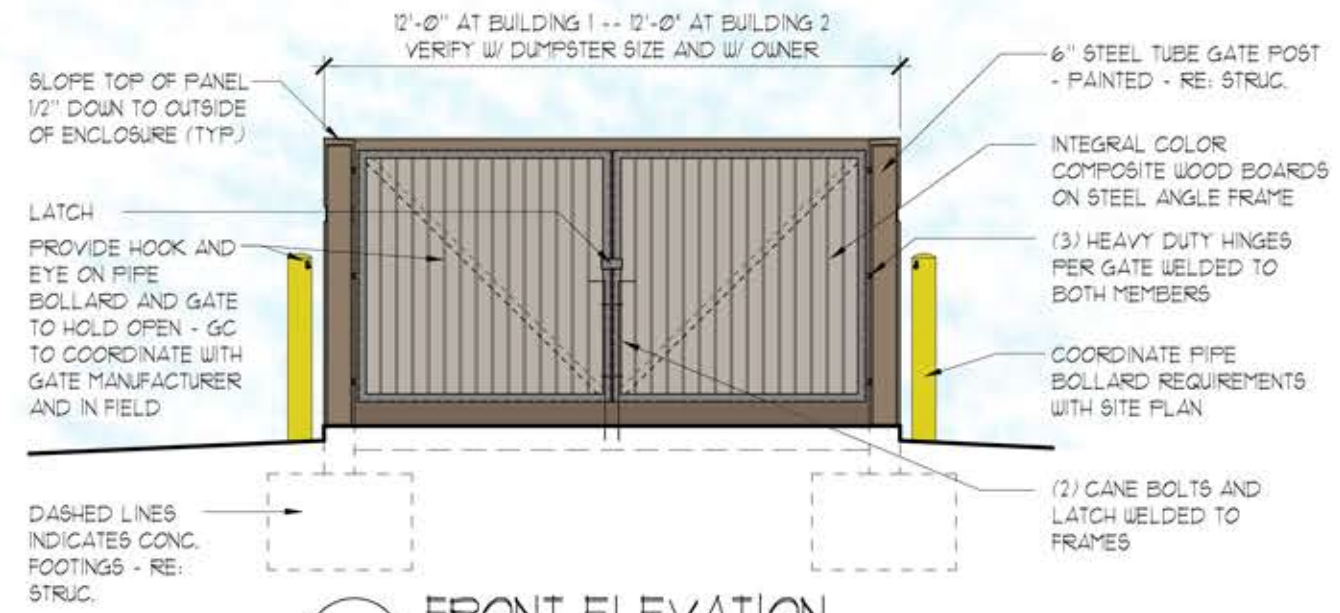 12'-0" AT BUILDING 1 -- 12'-0" AT BUILDING 2
VERIFY W/ DUMPSTER SIZE AND W/ OWNER
SLOPE TOP OF PANEL
1/2" DOWN TO OUTSIDE
OF ENCLOSURE (TYP.)
LATCH
PROVIDE HOOK AND
EYE ON PIPE
BOLLARD AND GATE
TO HOLD OPEN - GC
TO COORDINATE WITH
GATE MANUFACTURER
AND IN FIELD
DASHED LINES
INDICATES CONC.
FOOTINGS - RE:
STRUC.
6" STEEL TUBE GATE POST
- PAINTED - RE: STRUC.
INTEGRAL COLOR
COMPOSITE WOOD BOARDS
ON STEEL ANGLE FRAME
(3) HEAVY DUTY HINGES
PER GATE WELDED TO
BOTH MEMBERS
COORDINATE PIPE
BOLLARD REQUIREMENTS
WITH SITE PLAN
(2) CANE BOLTS AND
LATCH WELDED TO
FRAMES
FRONT ELEVATION